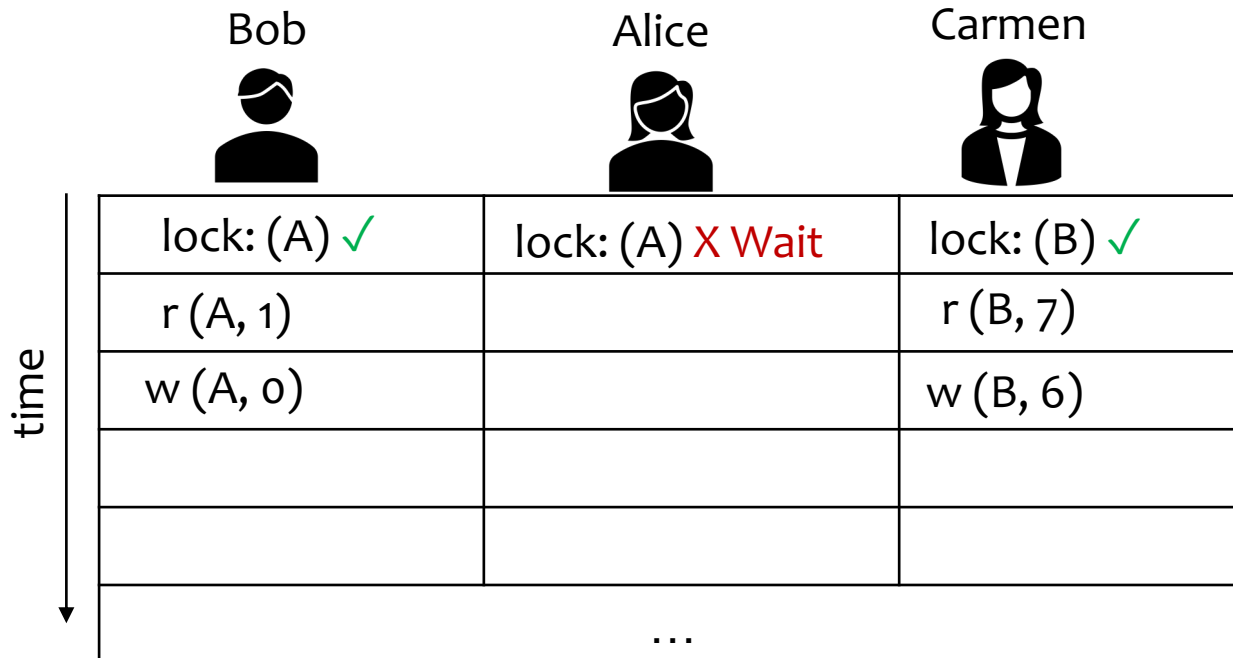 Bob Alice Carmen
lock: (A) ✓ lock: (A) X Wait lock: (B) ✓
r (A, 1) r (B, 7)
w (A, 0) w (B, 6)
time
...